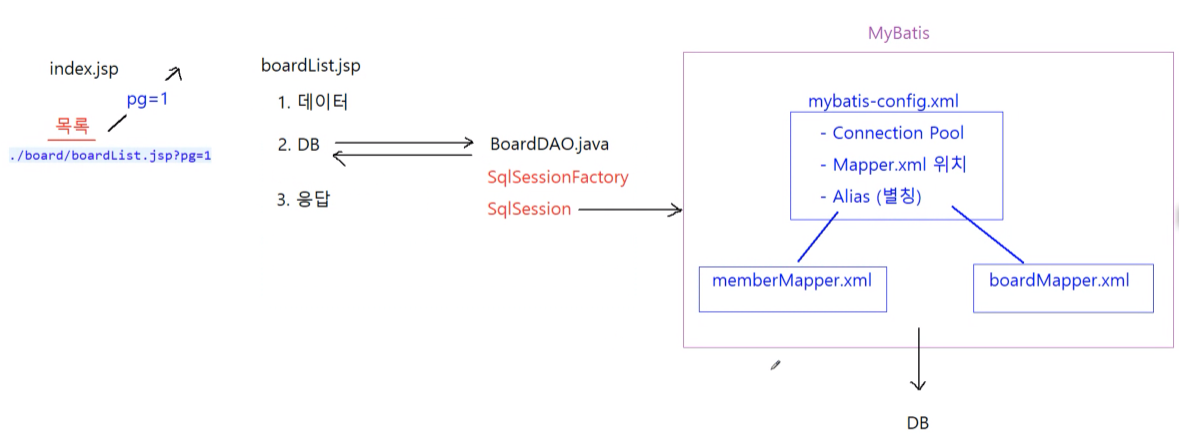 MyBatis
index.jsp
pg=1
목록
./board/boardList.jsp?pg=1
boardList.jsp
1. 데이터
2. DB
3. 응답
BoardDAO.java
SqlSessionFactory
SqlSession
mybatis-config.xml
- Connection Pool
- Mapper.xml 위치
- Alias (별칭)
memberMapper.xml
boardMapper.xml
DB